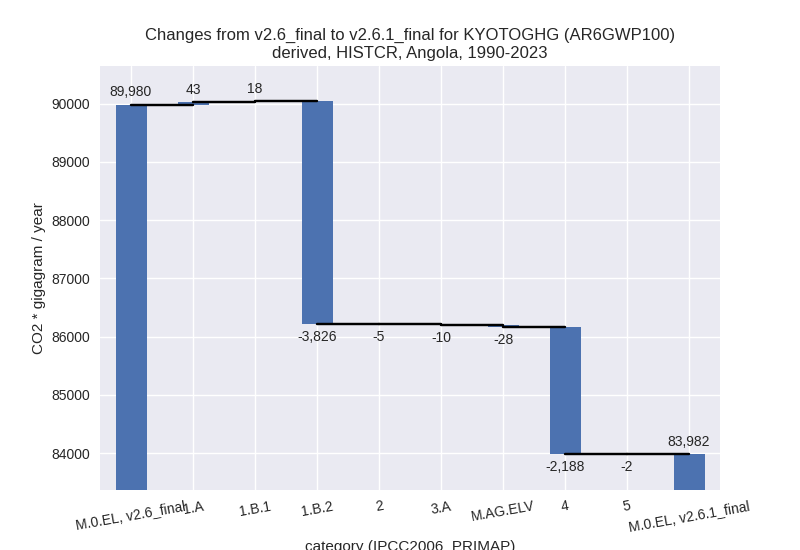 Changes from v2.6_final to v2.6.1_final for KYOTOGHG (AR6GWP100)
derived, HISTCR, Angola, 1990-2023
CO2 * gigagram / year
90000
89000
88000
87000
86000
85000
84000
89,980
43
18
-3,826
-5
-10
-28
-2,188
-2
83,982
M.0.EL, v2.6_final
1.A
1.B.1
1.B.2
2
3.A
M.AG.ELV
4
5
M.0.EL, v2.6.1_final
category (IPCC2006_PRIMAP)